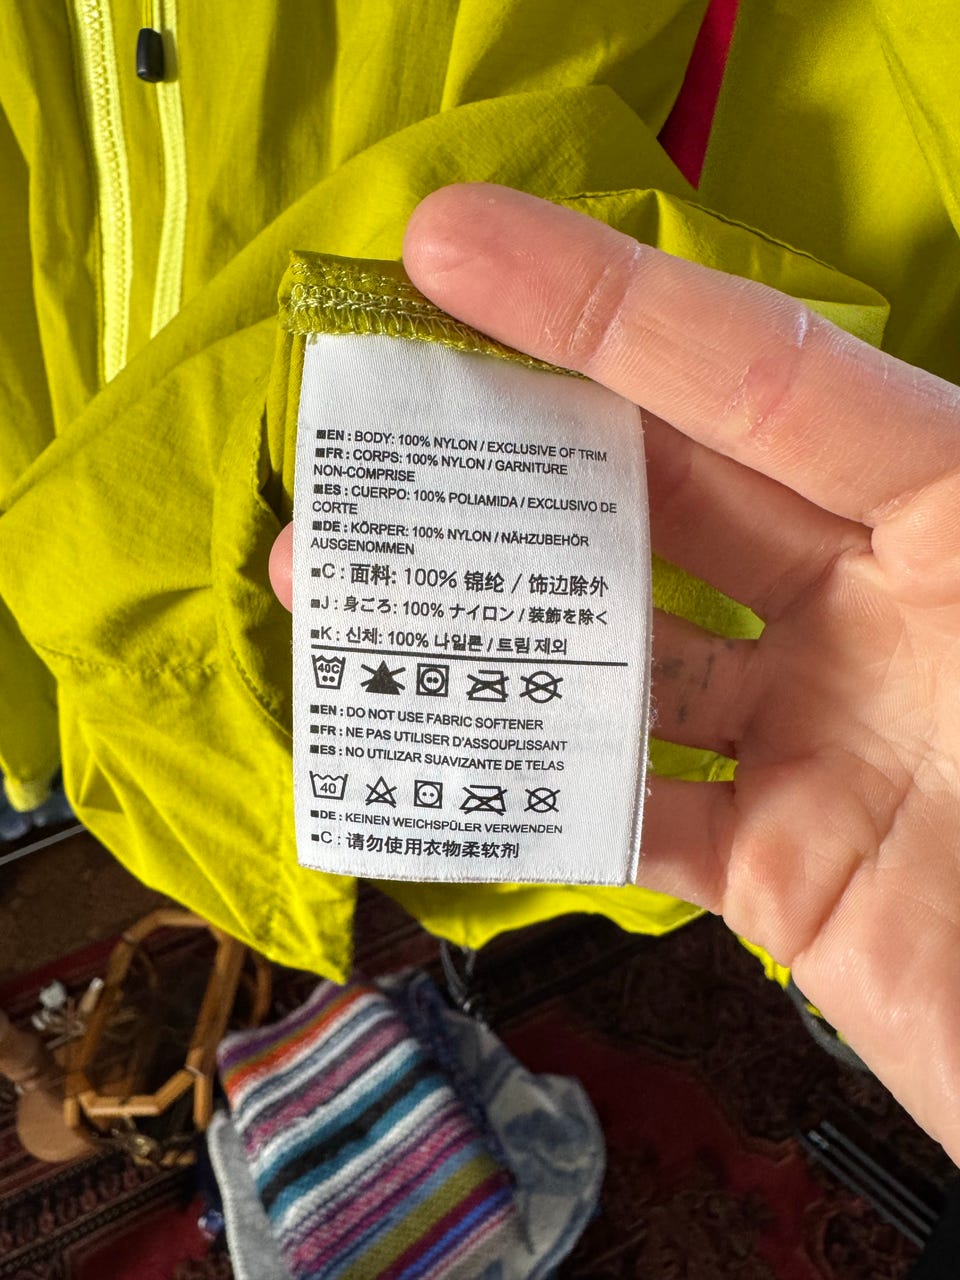 ■EN : BODY: 100% NYLON / EXCLUSIVE OF TRIM
■FR : CORPS: 100% NYLON / GARNITURE
NON-COMPRISE
■ES : CUERPO: 100% POLIAMIDA / EXCLUSIVO DE
CORTE
■DE : KÖRPER: 100% NYLON / NÄHZUBEHÖR
AUSGENOMMEN
■C : 面料: 100% 锦纶 / 饰边除外
■J : 身ごろ: 100% ナイロン / 装飾を除く
■K : 신체: 100% 나일론 / 트림 제외
40C
■EN : DO NOT USE FABRIC SOFTENER
■FR : NE PAS UTILISER D'ASSOUPLISSANT
■ES : NO UTILIZAR SUAVIZANTE DE TELAS
40
■DE : KEINEN WEICHSPÜLER VERWENDEN
■C : 请勿使用衣物柔软剂